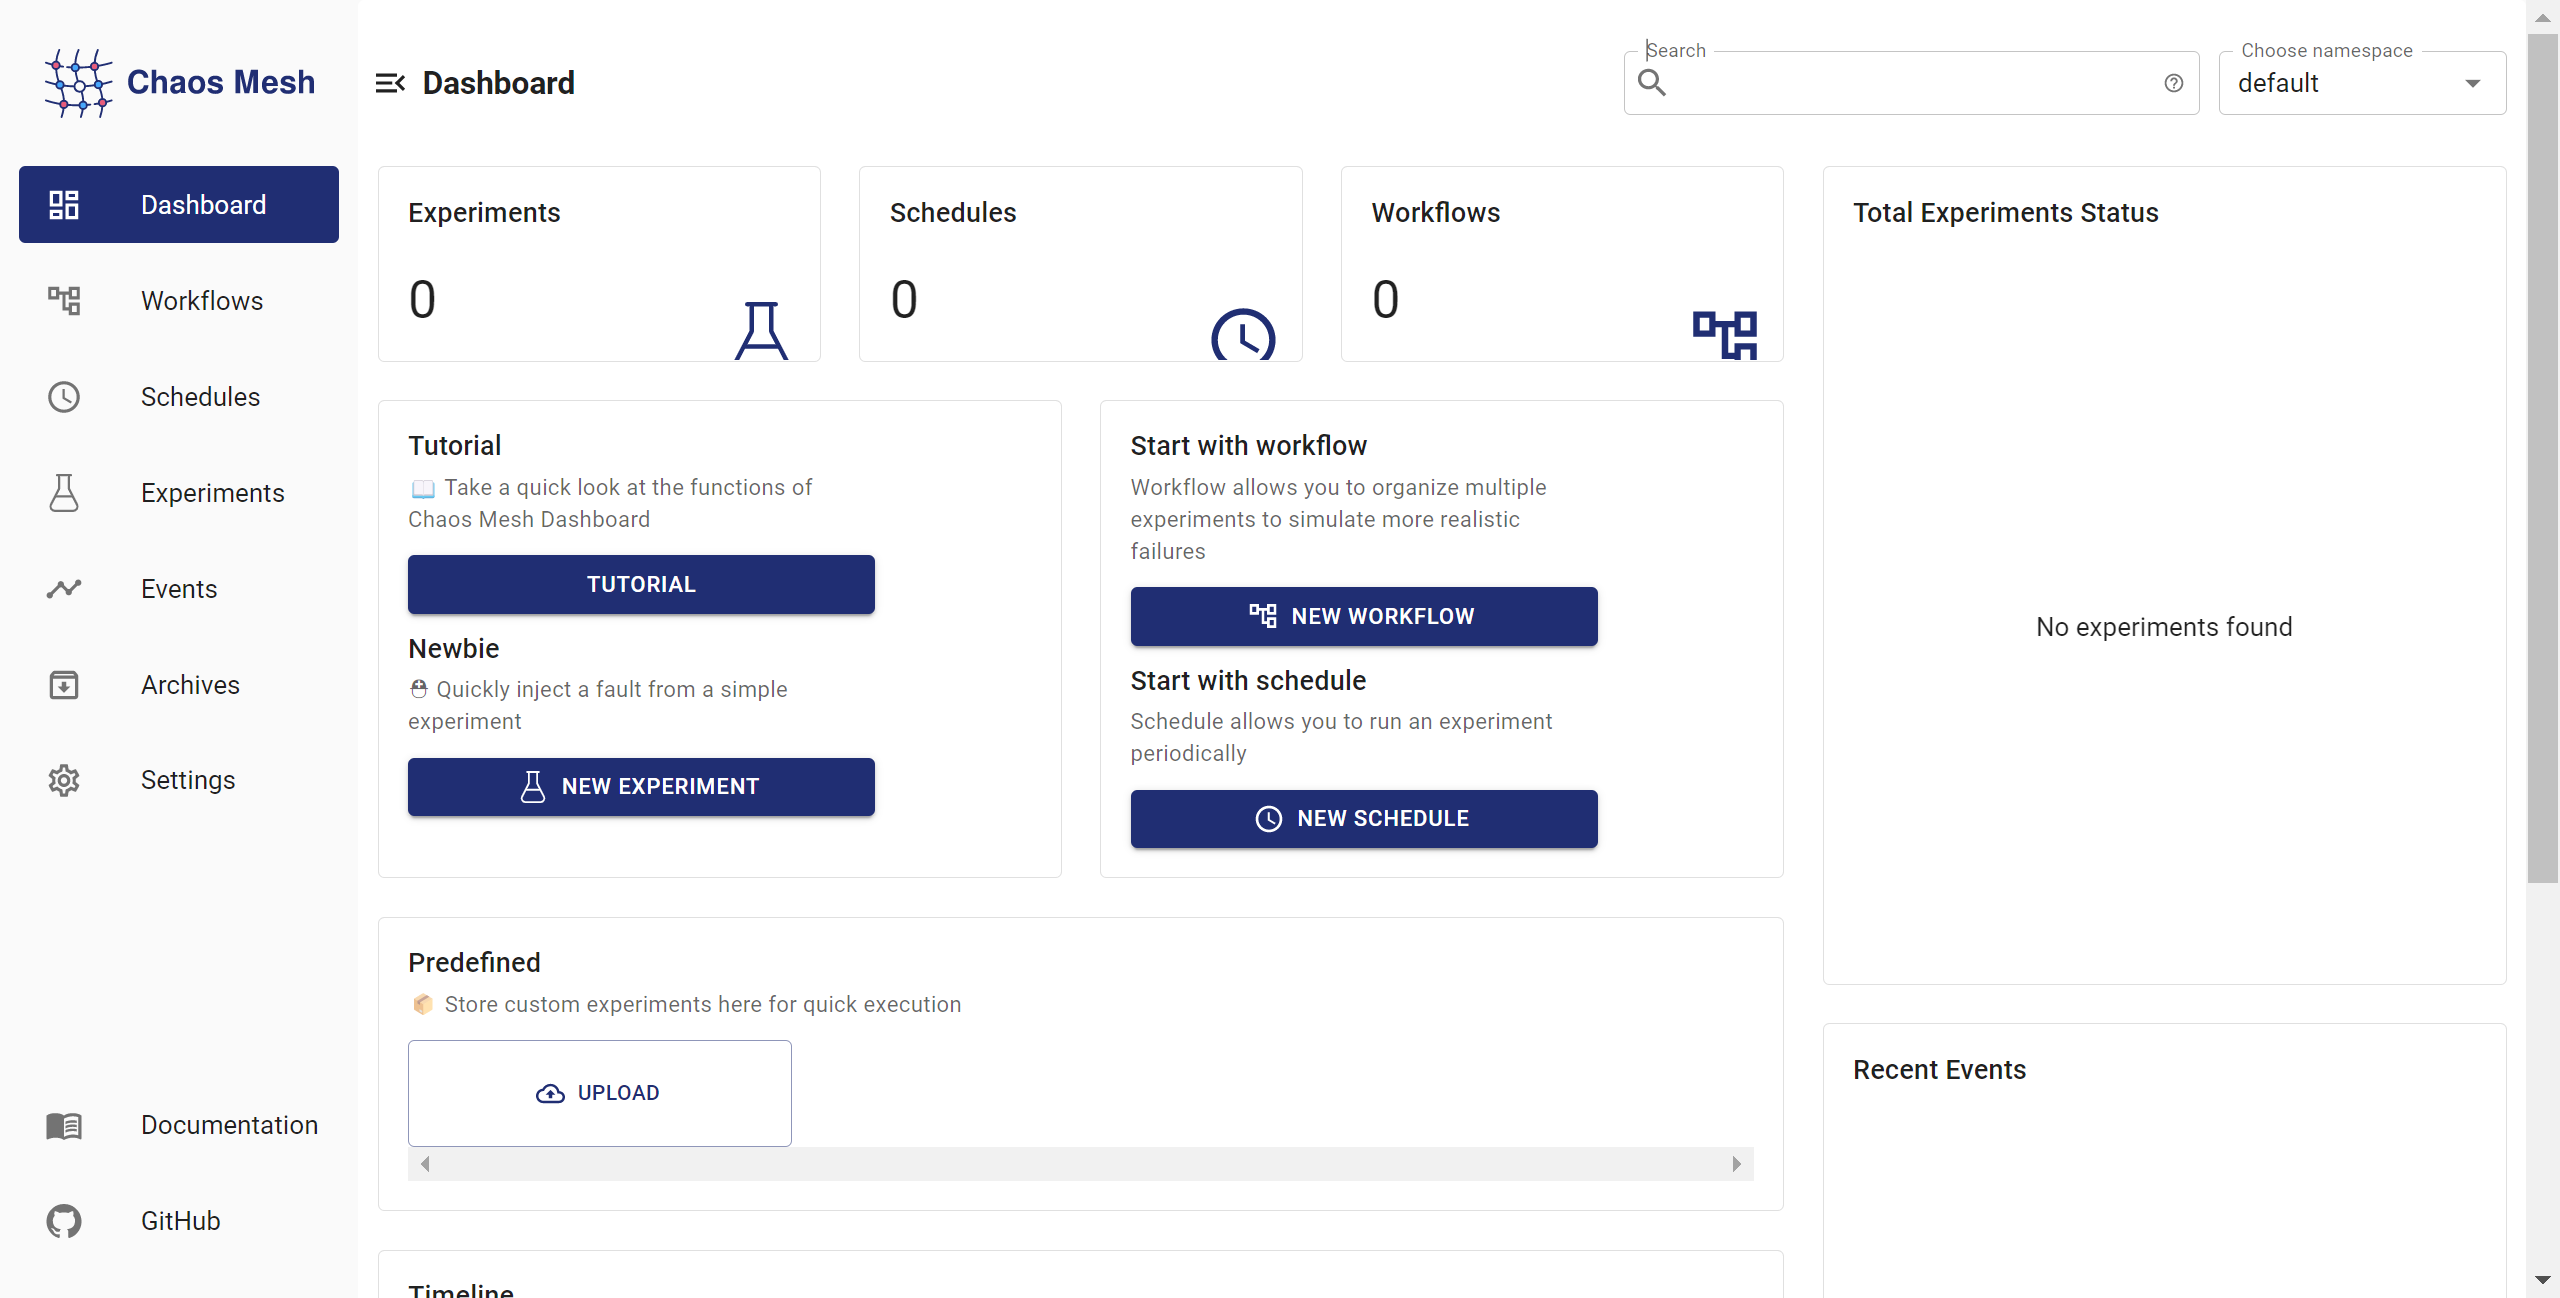 Chaos Mesh
Dashboard
Workflows
Schedules
Experiments
Events
Archives
Settings
Documentation
GitHub
Dashboard
Search
Choose namespace
default
Experiments
0
Schedules
0
Workflows
0
Tutorial
📖 Take a quick look at the functions of
Chaos Mesh Dashboard
TUTORIAL
Newbie
⛑ Quickly inject a fault from a simple
experiment
NEW EXPERIMENT
Start with workflow
Workflow allows you to organize multiple
experiments to simulate more realistic
failures
NEW WORKFLOW
Start with schedule
Schedule allows you to run an experiment
periodically
NEW SCHEDULE
Predefined
📦 Store custom experiments here for quick execution
UPLOAD
Timeline
Total Experiments Status
No experiments found
Recent Events